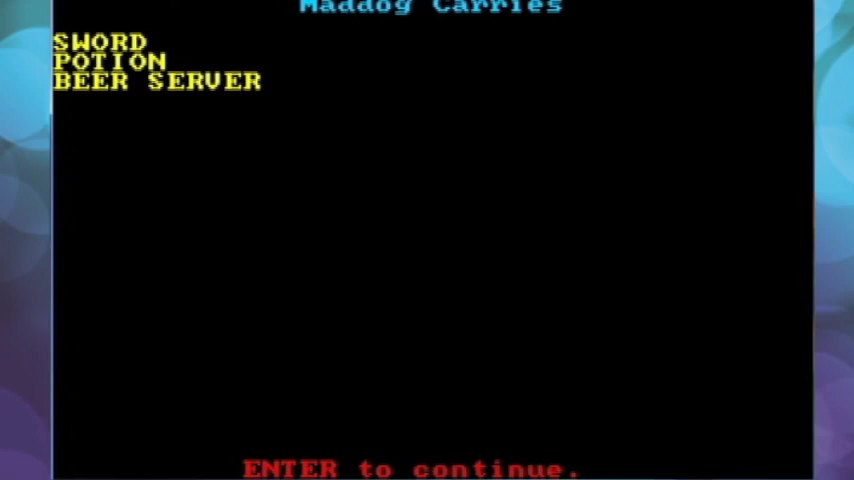 Maddog Carries
SWORD
POTION
BEER SERVER
ENTER to continue.